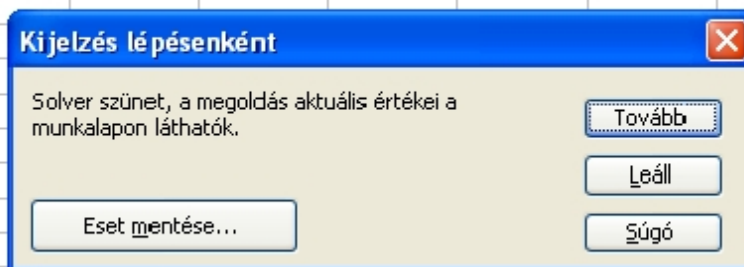 Kijelzés lépésenként
Solver szünet, a megoldás aktuális értékei a
munkalapon láthatók.
Tovább
Leáll
Eset mentése...
Súgó